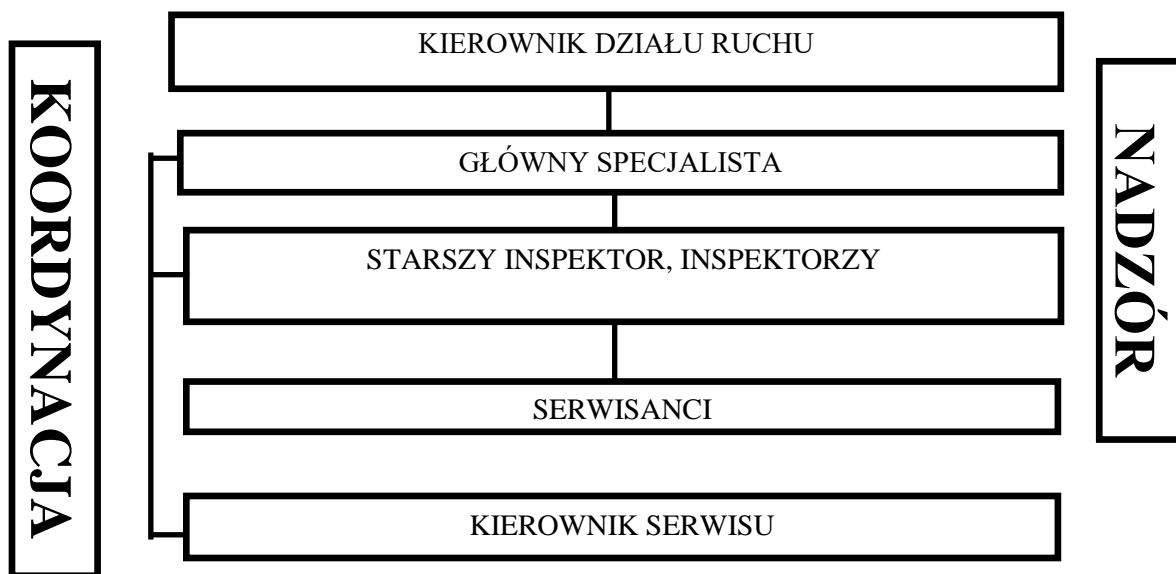 KIEROWNIK DZIAŁU RUCHU
KOORDYNACJA
NADZÓR
GŁÓWNY SPECJALISTA
STARSZY INSPEKTOR, INSPEKTORZY
SERWISANCI
KIEROWNIK SERWISU